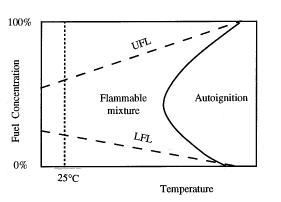 100%
UFL
Fuel Concentration
Flammable
mixture
Autoignition
LFL
0%
25°C
Temperature